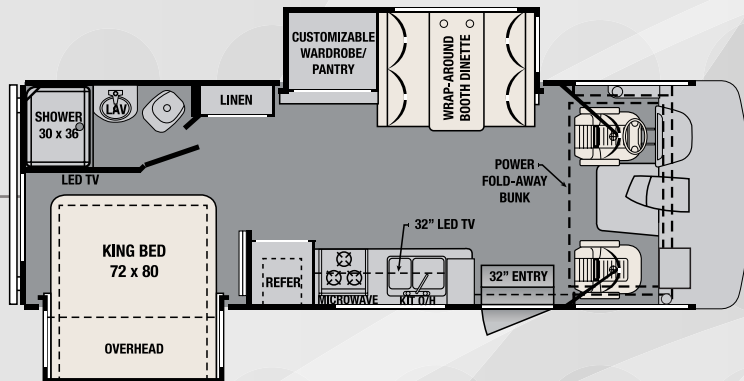 CUSTOMIZABLE
WARDROBE/
PANTRY
WRAP-AROUND
BOOTH DINETTE
SHOWER
30 x 36
LAV
LINEN
LED TV
POWER
FOLD-AWAY
BUNK
32" LED TV
KING BED
72 x 80
REFER
32" ENTRY
MICROWAVE
KIT O/H
OVERHEAD